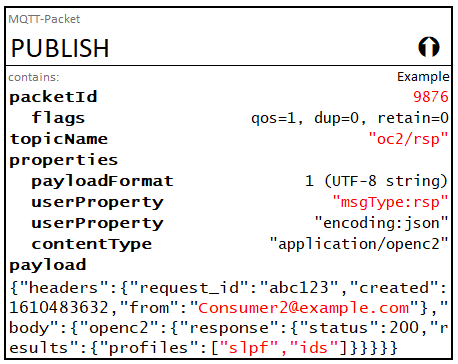 MQTT-Packet
PUBLISH
contains: Example
packetId 9876
flags qos=1, dup=0, retain=0
topicName "oc2/rsp"
properties
payloadFormat 1 (UTF-8 string)
userProperty "msgType:rsp"
userProperty "encoding:json"
contentType "application/openc2"
payload
{"headers":{"request_id":"abc123","created":
1610483632,"from":"Consumer2@example.com"},"
body":{"openc2":{"response":{"status":200,"r
esults":{"profiles":["slpf","ids"]}}}}}